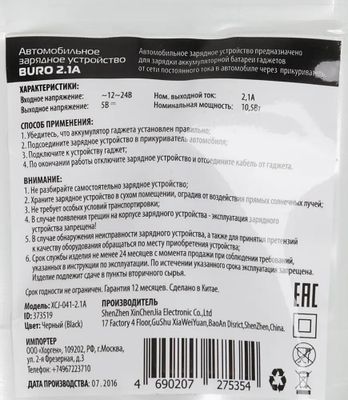 Автомобильное
зарядное устройство
BURO 2.1A
Автомобильное зарядное устройство предназначено
для зарядки аккумуляторной батареи гаджетов
от сети постоянного тока в автомобиле через прикуриватель.
ХАРАКТЕРИСТИКИ:
Входное напряжение: ~12~24В
Выходное напряжение: 5В =
Ном. выходной ток: 2,1А
Номинальная мощность: 10,5Вт
СПОСОБ ПРИМЕНЕНИЯ:
1. Убедитесь, что аккумулятор гаджета установлен правильно;
2. Подсоедините зарядное устройство в прикуриватель автомобиля;
3. Подключите к устройству гаджет;
4. По окончании работы отключите зарядное устройство и отсоедините кабель от гаджета.
ВНИМАНИЕ:
1. Не разбирайте самостоятельно зарядное устройство;
2. Храните зарядное устройство в сухом помещении, оградив от воздействия прямых солнечных лучей;
3. Не требует особых условий транспортировки;
4. В случае появления трещин на корпусе зарядного устройства - эксплуатация зарядного
устройства запрещена!
5. В случае обнаружения неисправности зарядного устройства, а также для принятия претензий
к качеству оборудования обращаться по месту приобретения устройства;
6. Срок службы изделия не менее 24 месяцев с момента продажи при соблюдении требований,
указанных в инструкции по эксплуатации. По истечении указанного срока эксплуатация изделия
запрещена. Изделие подлежит сдаче в пункты вторичного сырья.
Срок годности не ограничен. Гарантия 12 месяцев. Сделано в Китае.
Модель: XCJ-041-2.1A
ID: 373519
Цвет: Черный (Black)
ПРОИЗВОДИТЕЛЬ
ShenZhen XinChenJia Electronic Co.,Ltd
17 Factory 4 Floor,Gu Shu XiaWeiYuan,BaoAn Disrict,ShenZhen,China.
EAC
ИМПОРТЕР
ООО «Лорген», 109202, РФ, г.Москва,
ул. 2-я Фрезерная, д.3
Телефон: +74967223710
07 .2016
4 690207 275354